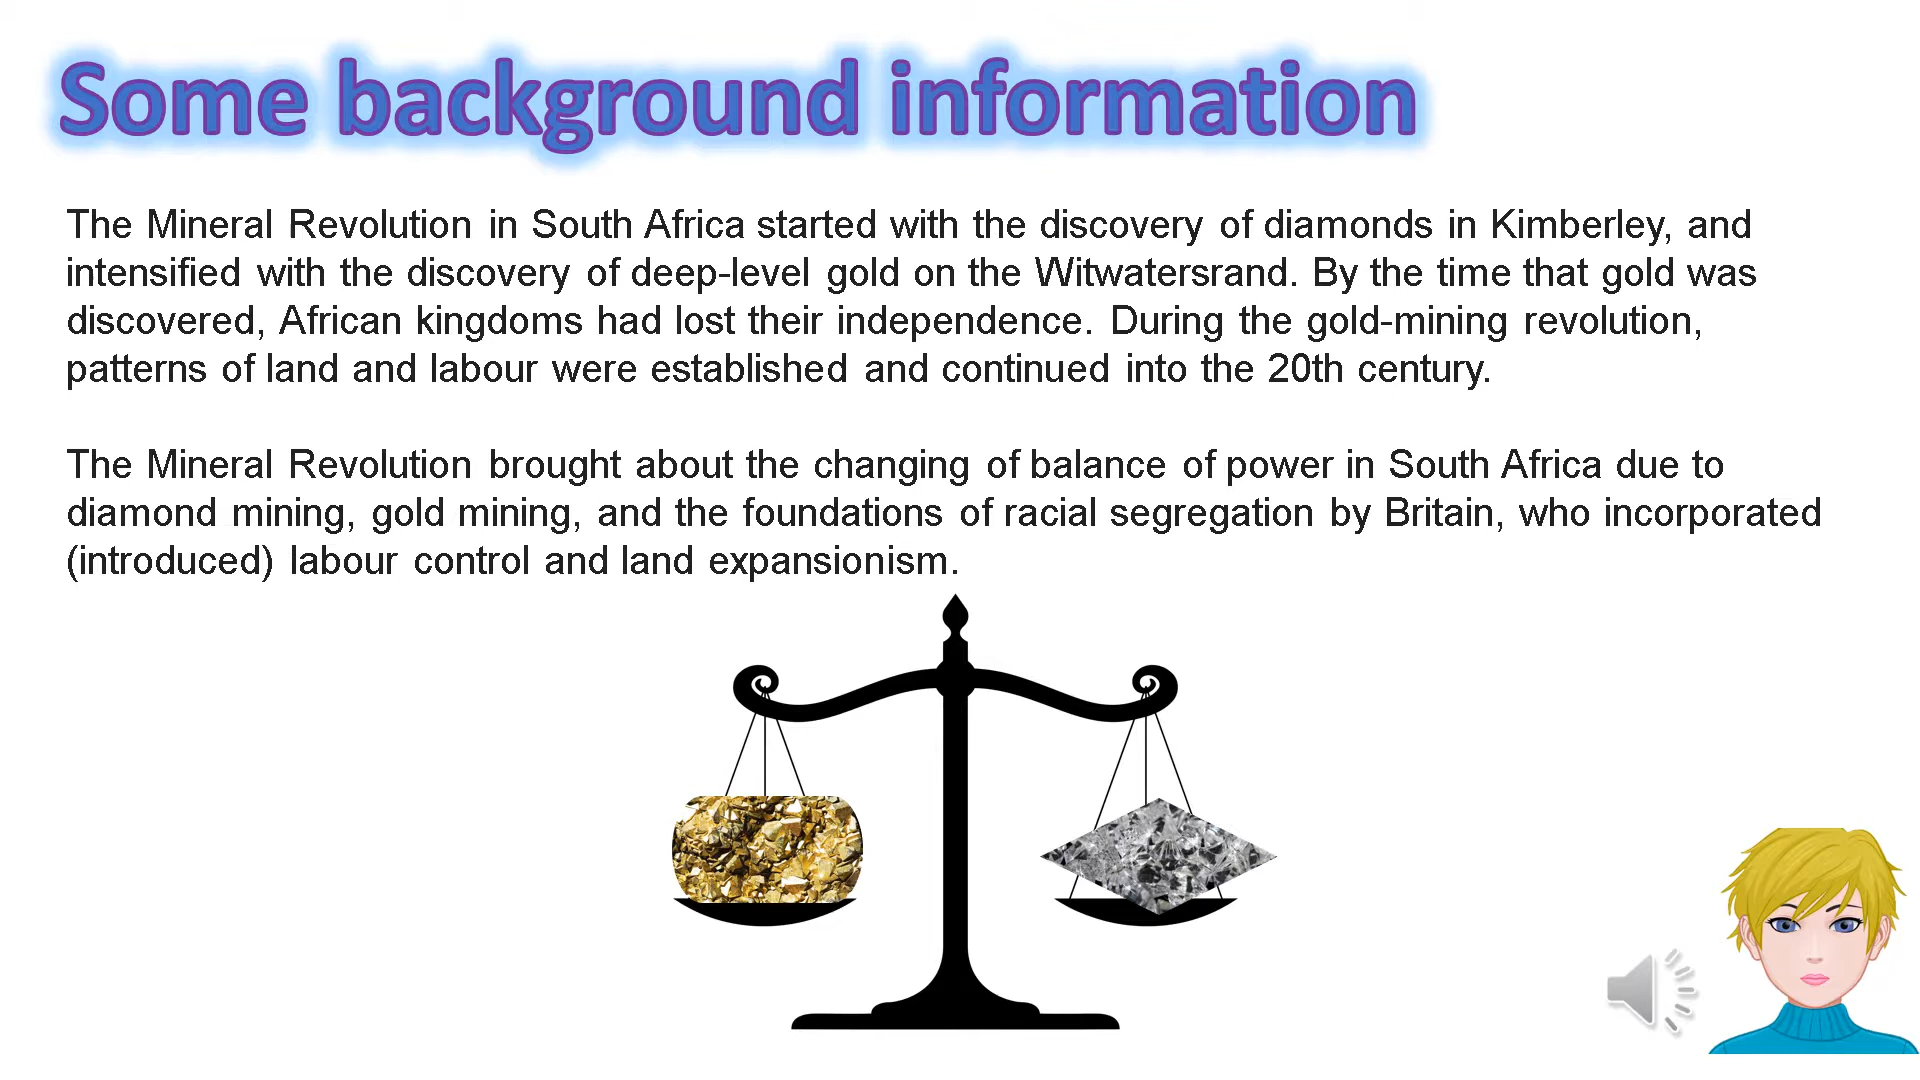 Some background information
The Mineral Revolution in South Africa started with the discovery of diamonds in Kimberley, and
intensified with the discovery of deep-level gold on the Witwatersrand. By the time that gold was
discovered, African kingdoms had lost their independence. During the gold-mining revolution,
patterns of land and labour were established and continued into the 20th century.
The Mineral Revolution brought about the changing of balance of power in South Africa due to
diamond mining, gold mining, and the foundations of racial segregation by Britain, who incorporated
(introduced) labour control and land expansionism.